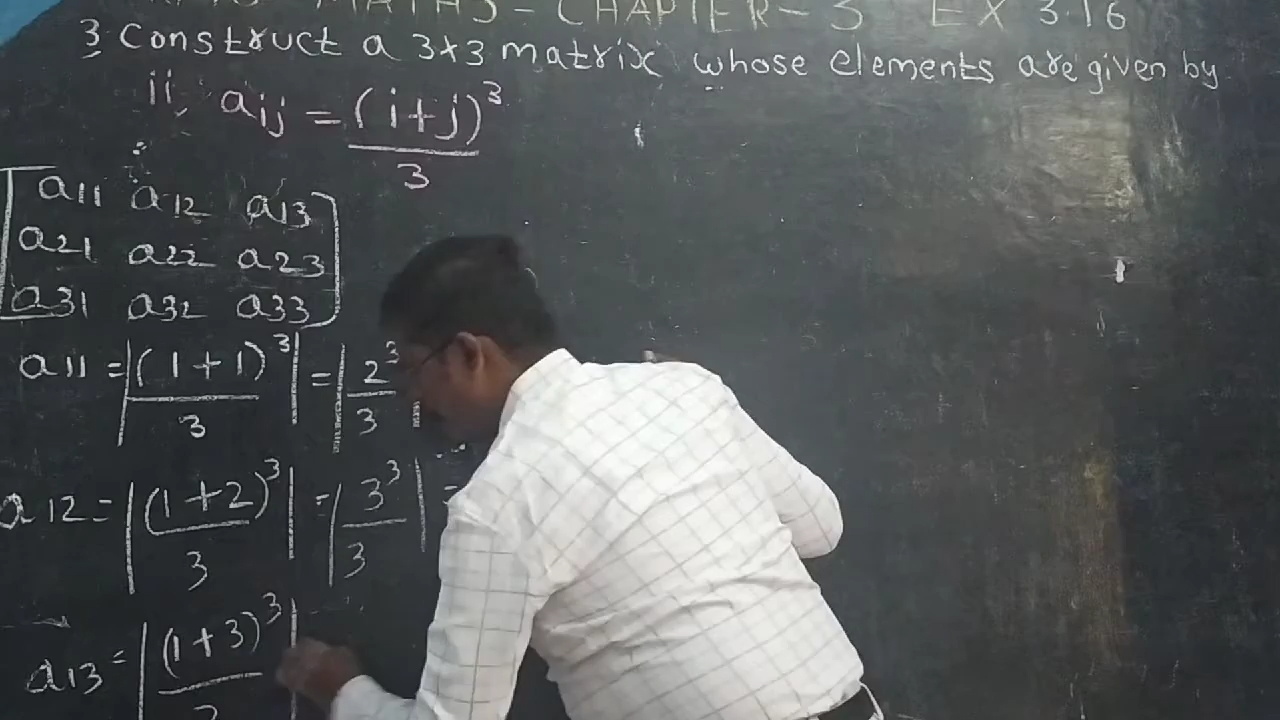 MATHS - CHAPTER - 3 EX 3.16
3 Construct a 3×3 matrix whose elements are given by
ii, aij = (i+j)³
3
a11 a12 a13
a21 a22 a23
a31 a32 a33
a11 = |(1+1)³| = |2³
3 3
a12 = |(1+2)³| = |3³| =
3 3
a13 = |(1+3)³|